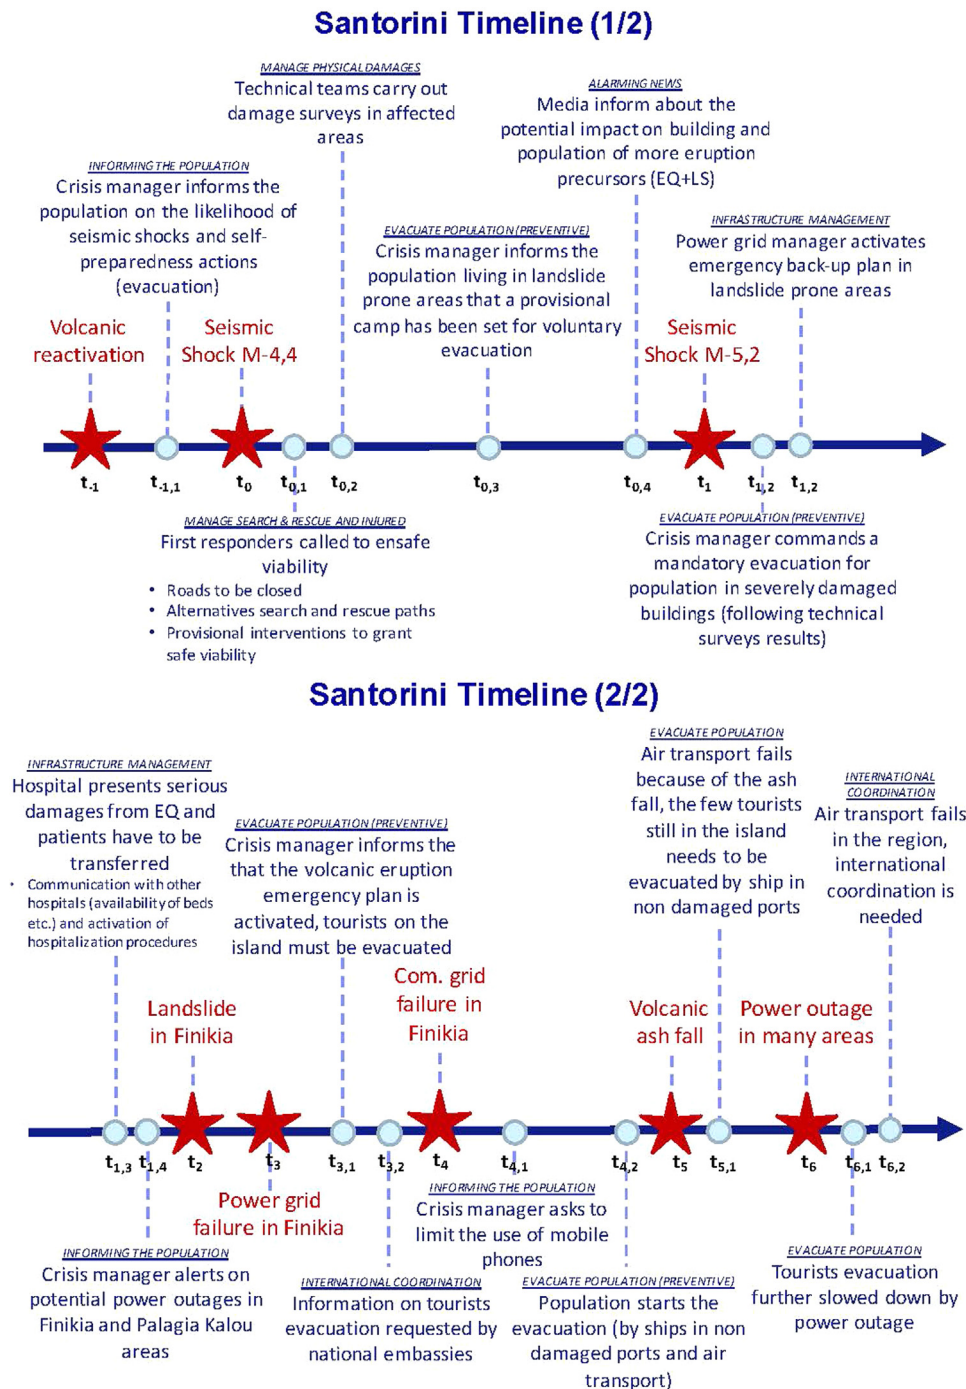 Santorini Timeline (1/2)
MANAGE PHYSICAL DAMAGES
Technical teams carry out
damage surveys in affected
areas
ALARMING NEWS
Media inform about the
potential impact on building and
population of more eruption
precursors (EQ+LS)
INFORMING THE POPULATION
Crisis manager informs the
population on the likelihood of
seismic shocks and self-
preparedness actions
(evacuation)
EVACUATE POPULATION (PREVENTIVE)
Crisis manager informs the
population living in landslide
prone areas that a provisional
camp has been set for voluntary
evacuation
INFRASTRUCTURE MANAGEMENT
Power grid manager activates
emergency back-up plan in
landslide prone areas
Volcanic
reactivation
Seismic
Shock M-4,4
Seismic
Shock M-5,2
t-1
t-1,1
t0
t0,1
t0,2
t0,3
t0,4
t1
t1,2
t1,2
MANAGE SEARCH & RESCUE AND INJURED
First responders called to ensafe
viability
• Roads to be closed
• Alternatives search and rescue paths
• Provisional interventions to grant
safe viability
EVACUATE POPULATION (PREVENTIVE)
Crisis manager commands a
mandatory evacuation for
population in severely damaged
buildings (following technical
surveys results)
Santorini Timeline (2/2)
INFRASTRUCTURE MANAGEMENT
Hospital presents serious
damages from EQ and
patients have to be
transferred
• Communication with other
hospitals (availability of beds
etc.) and activation of
hospitalization procedures
EVACUATE POPULATION (PREVENTIVE)
Crisis manager informs the
that the volcanic eruption
emergency plan is
activated, tourists on the
island must be evacuated
EVACUATE POPULATION
Air transport fails
because of the ash
fall, the few tourists
still in the island
needs to be
evacuated by ship in
non damaged ports
INTERNATIONAL
COORDINATION
Air transport fails
in the region,
international
coordination is
needed
Landslide
in Finikia
Com. grid
failure in
Finikia
Volcanic
ash fall
Power outage
in many areas
t1,3
t1,4
t2
t3
t3,1
t3,2
t4
t4,1
t4,2
t5
t5,1
t6
t6,1
t6,2
Power grid
failure in Finikia
INFORMING THE POPULATION
Crisis manager alerts on
potential power outages in
Finikia and Palagia Kalou
areas
INTERNATIONAL COORDINATION
Information on tourists
evacuation requested by
national embassies
INFORMING THE POPULATION
Crisis manager asks to
limit the use of mobile
phones
EVACUATE POPULATION (PREVENTIVE)
Population starts the
evacuation (by ships in non
damaged ports and air
transport)
EVACUATE POPULATION
Tourists evacuation
further slowed down by
power outage